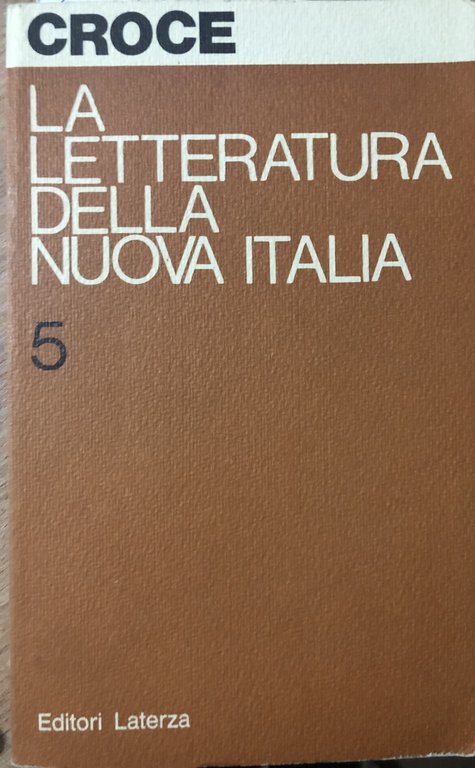 CROCE
LA
LETTERATURA
DELLA
NUOVA ITALIA
5
Editori Laterza